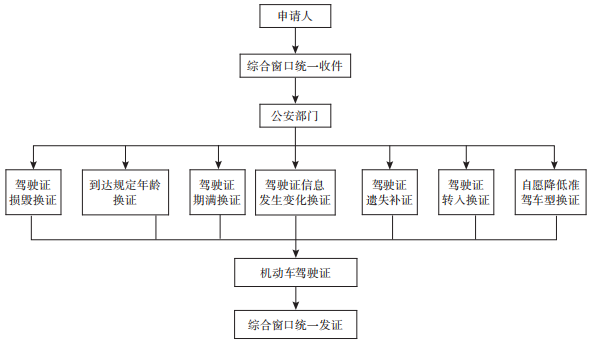 申请人
综合窗口统一收件
公安部门
驾驶证
损毁换证
到达规定年龄
换证
驾驶证
期满换证
驾驶证信息
发生变化换证
驾驶证
遗失补证
驾驶证
转入换证
自愿降低准
驾车型换证
机动车驾驶证
综合窗口统一发证